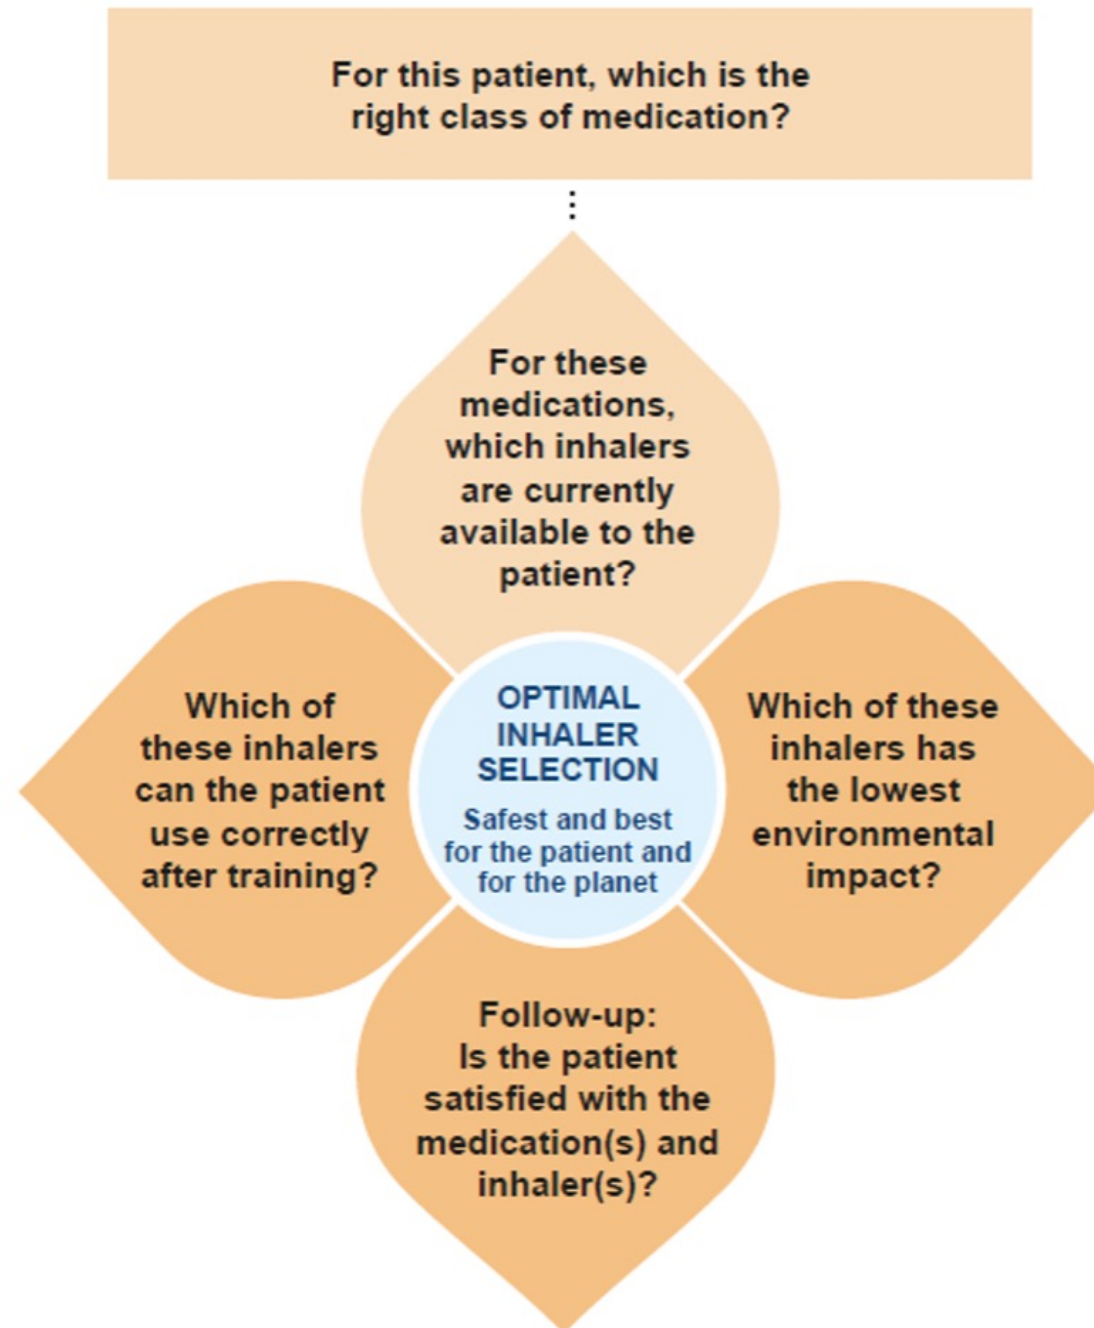 For this patient, which is the
right class of medication?
For these
medications,
which inhalers
are currently
available to the
patient?
Which of
these inhalers
can the patient
use correctly
after training?
OPTIMAL
INHALER
SELECTION
Safest and best
for the patient and
for the planet
Which of these
inhalers has
the lowest
environmental
impact?
Follow-up:
Is the patient
satisfied with the
medication(s) and
inhaler(s)?